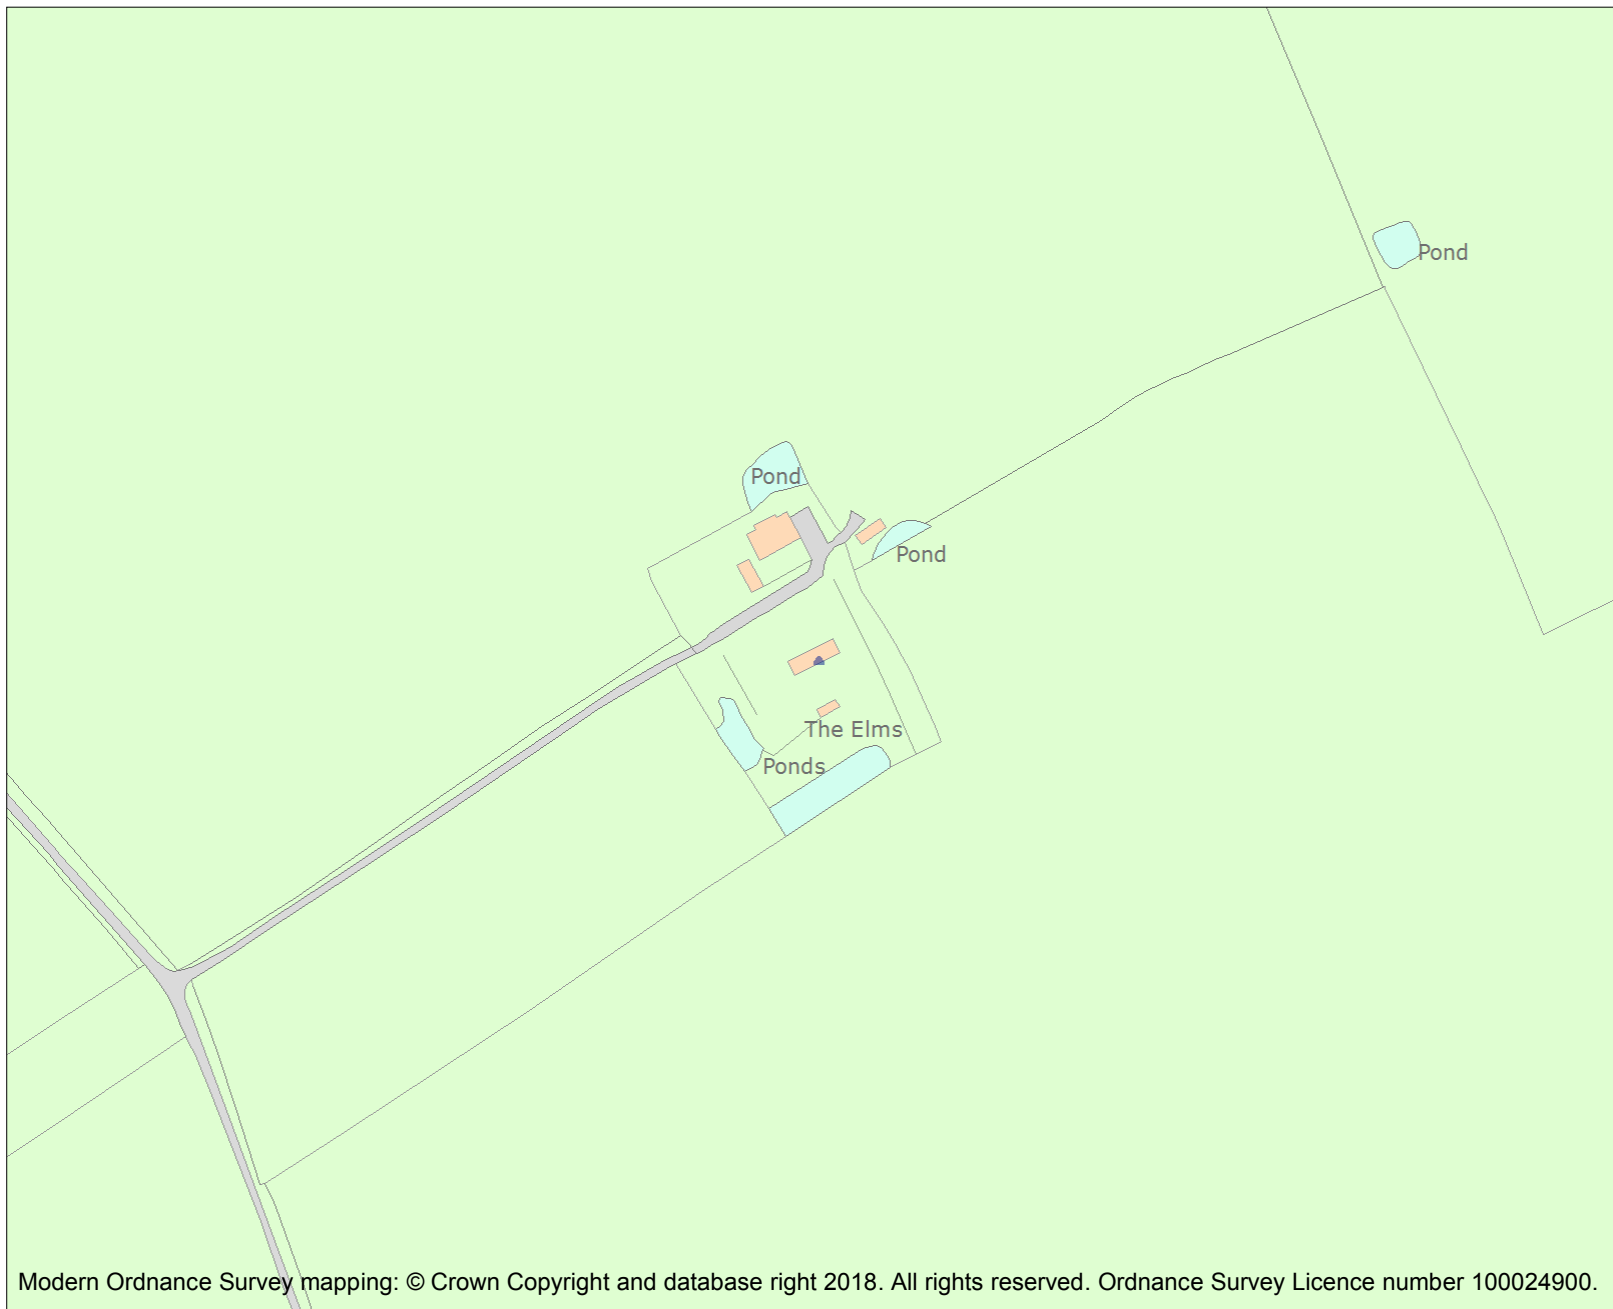 Pond
Pond
Pond
The Elms
Ponds
Modern Ordnance Survey mapping: © Crown Copyright and database right 2018. All rights reserved. Ordnance Survey Licence number 100024900.